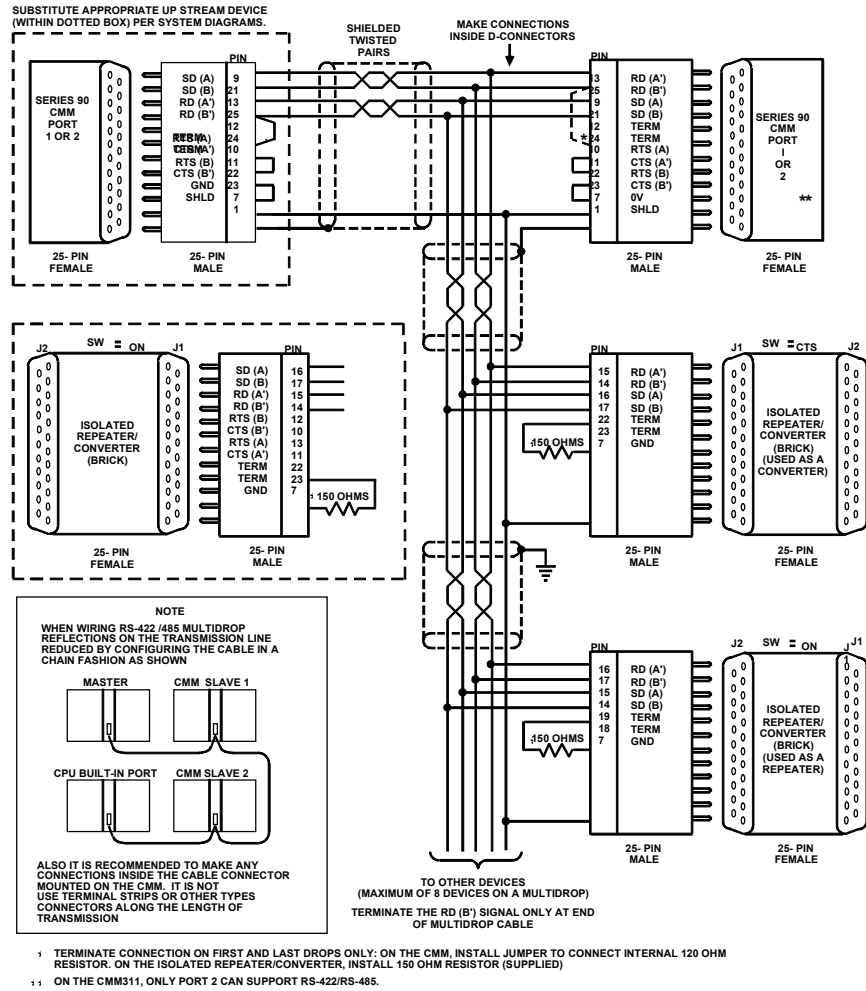 SUBSTITUTE APPROPRIATE UP STREAM DEVICE
(WITHIN DOTTED BOX) PER SYSTEM DIAGRAMS.
SHIELDED
TWISTED
PAIRS
MAKE CONNECTIONS
INSIDE D-CONNECTORS
SERIES 90
CMM
PORT
1 OR 2
25- PIN
FEMALE
PIN
SD (A) 9
SD (B) 21
RD (A') 13
RD (B') 25
12
24
10
RTS (B) 11
CTS (B') 22
GND 23
SHLD 7
1
25- PIN
MALE
PIN
13 RD (A')
25 RD (B')
9 SD (A)
21 SD (B)
12 TERM
*24 TERM
10 RTS (A)
11 CTS (A')
22 RTS (B)
23 CTS (B')
7 0V
1 SHLD
25- PIN
MALE
SERIES 90
CMM
PORT
I
OR
2
**
25- PIN
FEMALE
J2 SW = ON J1
ISOLATED
REPEATER/
CONVERTER
(BRICK)
25- PIN
FEMALE
PIN
SD (A) 16
SD (B) 17
RD (A') 15
RD (B') 14
RTS (B) 12
CTS (B') 10
RTS (A) 13
CTS (A') 11
TERM 22
TERM 23
GND 7
150 OHMS
25- PIN
MALE
PIN
15 RD (A')
14 RD (B')
16 SD (A)
17 SD (B)
22 TERM
23 TERM
7 GND
150 OHMS
25- PIN
MALE
J1 SW = CTS J2
ISOLATED
REPEATER/
CONVERTER
(BRICK)
(USED AS A
CONVERTER)
25- PIN
FEMALE
PIN
16 RD (A')
17 RD (B')
15 SD (A)
14 SD (B)
19 TERM
18 TERM
7 GND
150 OHMS
25- PIN
MALE
J2 SW = ON J J1
1
ISOLATED
REPEATER/
CONVERTER
(BRICK)
(USED AS A
REPEATER)
25- PIN
FEMALE
NOTE
WHEN WIRING RS-422 /485 MULTIDROP
REFLECTIONS ON THE TRANSMISSION LINE
REDUCED BY CONFIGURING THE CABLE IN A
CHAIN FASHION AS SHOWN
MASTER CMM SLAVE 1
CPU BUILT-IN PORT CMM SLAVE 2
ALSO IT IS RECOMMENDED TO MAKE ANY
CONNECTIONS INSIDE THE CABLE CONNECTOR
MOUNTED ON THE CMM. IT IS NOT
USE TERMINAL STRIPS OR OTHER TYPES
CONNECTORS ALONG THE LENGTH OF
TRANSMISSION
TO OTHER DEVICES
(MAXIMUM OF 8 DEVICES ON A MULTIDROP)
TERMINATE THE RD (B') SIGNAL ONLY AT END
OF MULTIDROP CABLE
TERMINATE CONNECTION ON FIRST AND LAST DROPS ONLY: ON THE CMM, INSTALL JUMPER TO CONNECT INTERNAL 120 OHM
RESISTOR. ON THE ISOLATED REPEATER/CONVERTER, INSTALL 150 OHM RESISTOR (SUPPLIED)
ON THE CMM311, ONLY PORT 2 CAN SUPPORT RS-422/RS-485.